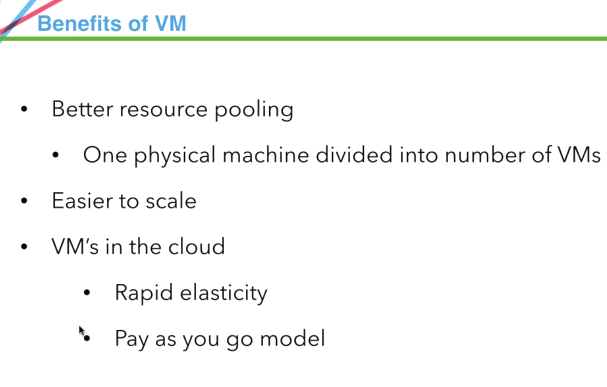 Benefits of VM
• Better resource pooling
• One physical machine divided into number of VMs
• Easier to scale
• VM's in the cloud
• Rapid elasticity
• Pay as you go model